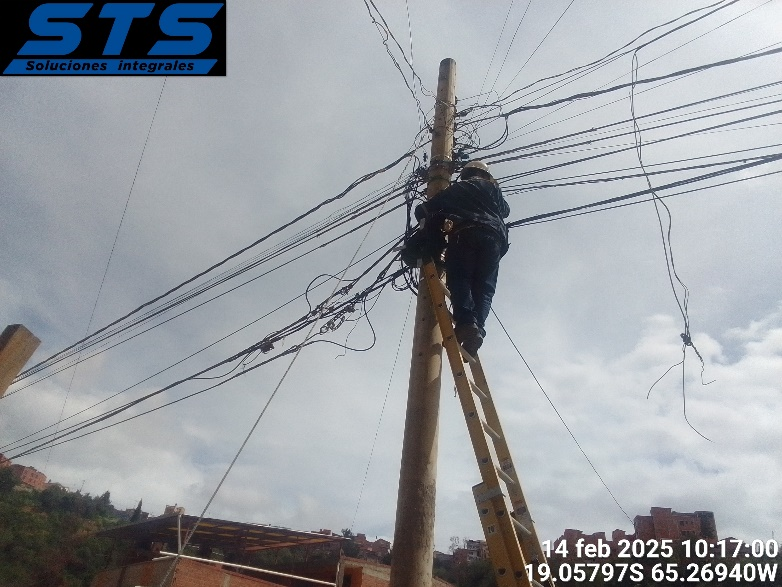 STS
Soluciones integrales
14 feb 2025 10:17:00
19.05797S 65.26940W